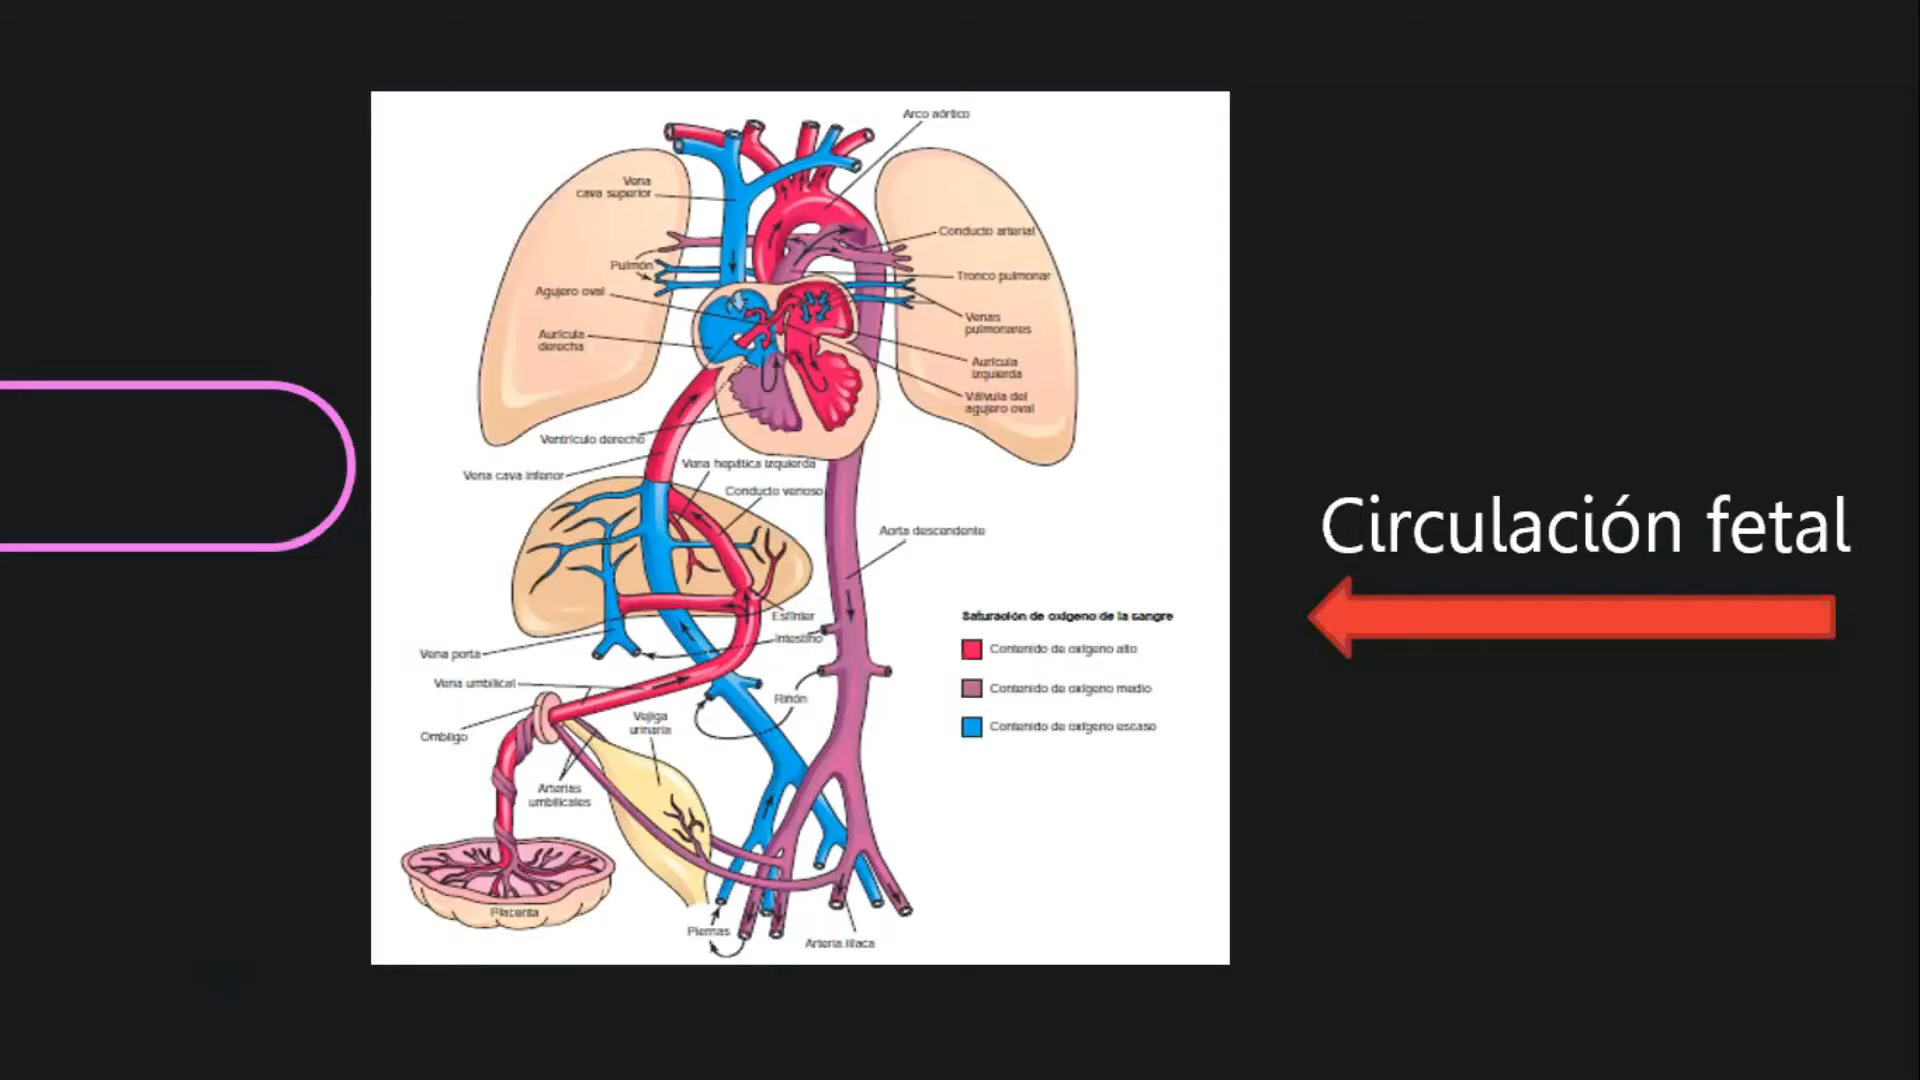 Arco aórtico
Vena
cava superior
Conducto arterial
Pulmón
Tronco pulmonar
Agujero oval
Venas
pulmonares
Aurícula
derecha
Aurícula
izquierda
Válvula del
agujero oval
Ventrículo derecho
Vena hepática izquierda
Vena cava inferior
Conducto venoso
Aorta descendente
Circulación fetal
Esfínter
Intestino
Saturación de oxígeno de la sangre
Contenido de oxígeno alto
Contenido de oxígeno medio
Contenido de oxígeno escaso
Vena porta
Vena umbilical
Riñón
Vejiga
urinaria
Ombligo
Arterias
umbilicales
Placenta
Piernas
Arteria ilíaca